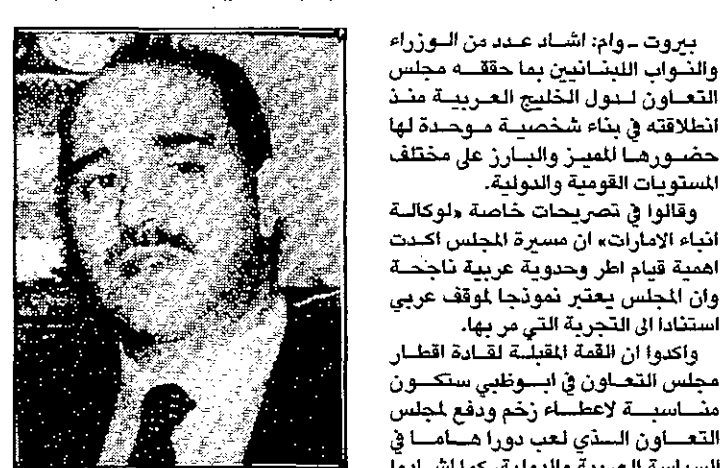 بيروت - وام: اشاد عدد من الوزراء
والنواب اللبنانيين بما حققه مجلس
التعاون لدول الخليج العربية منذ
انطلاقته في بناء شخصية موحدة لها
حضورها المميز والبارز على مختلف
المستويات القومية والدولية.
وقالوا في تصريحات خاصة «لوكالة
انباء الامارات» ان مسيرة المجلس اكدت
اهمية قيام اطر وحدوية عربية ناجحة
وان المجلس يعتبر نموذجا لموقف عربي
استنادا الى التجربة التي مر بها.
واكدوا ان القمة المقبلة لقادة اقطار
مجلس التعاون في ابوظبي ستكون
مناسبة لاعطاء زخم ودفع لمجلس
التعاون الذي لعب دورا هاما في